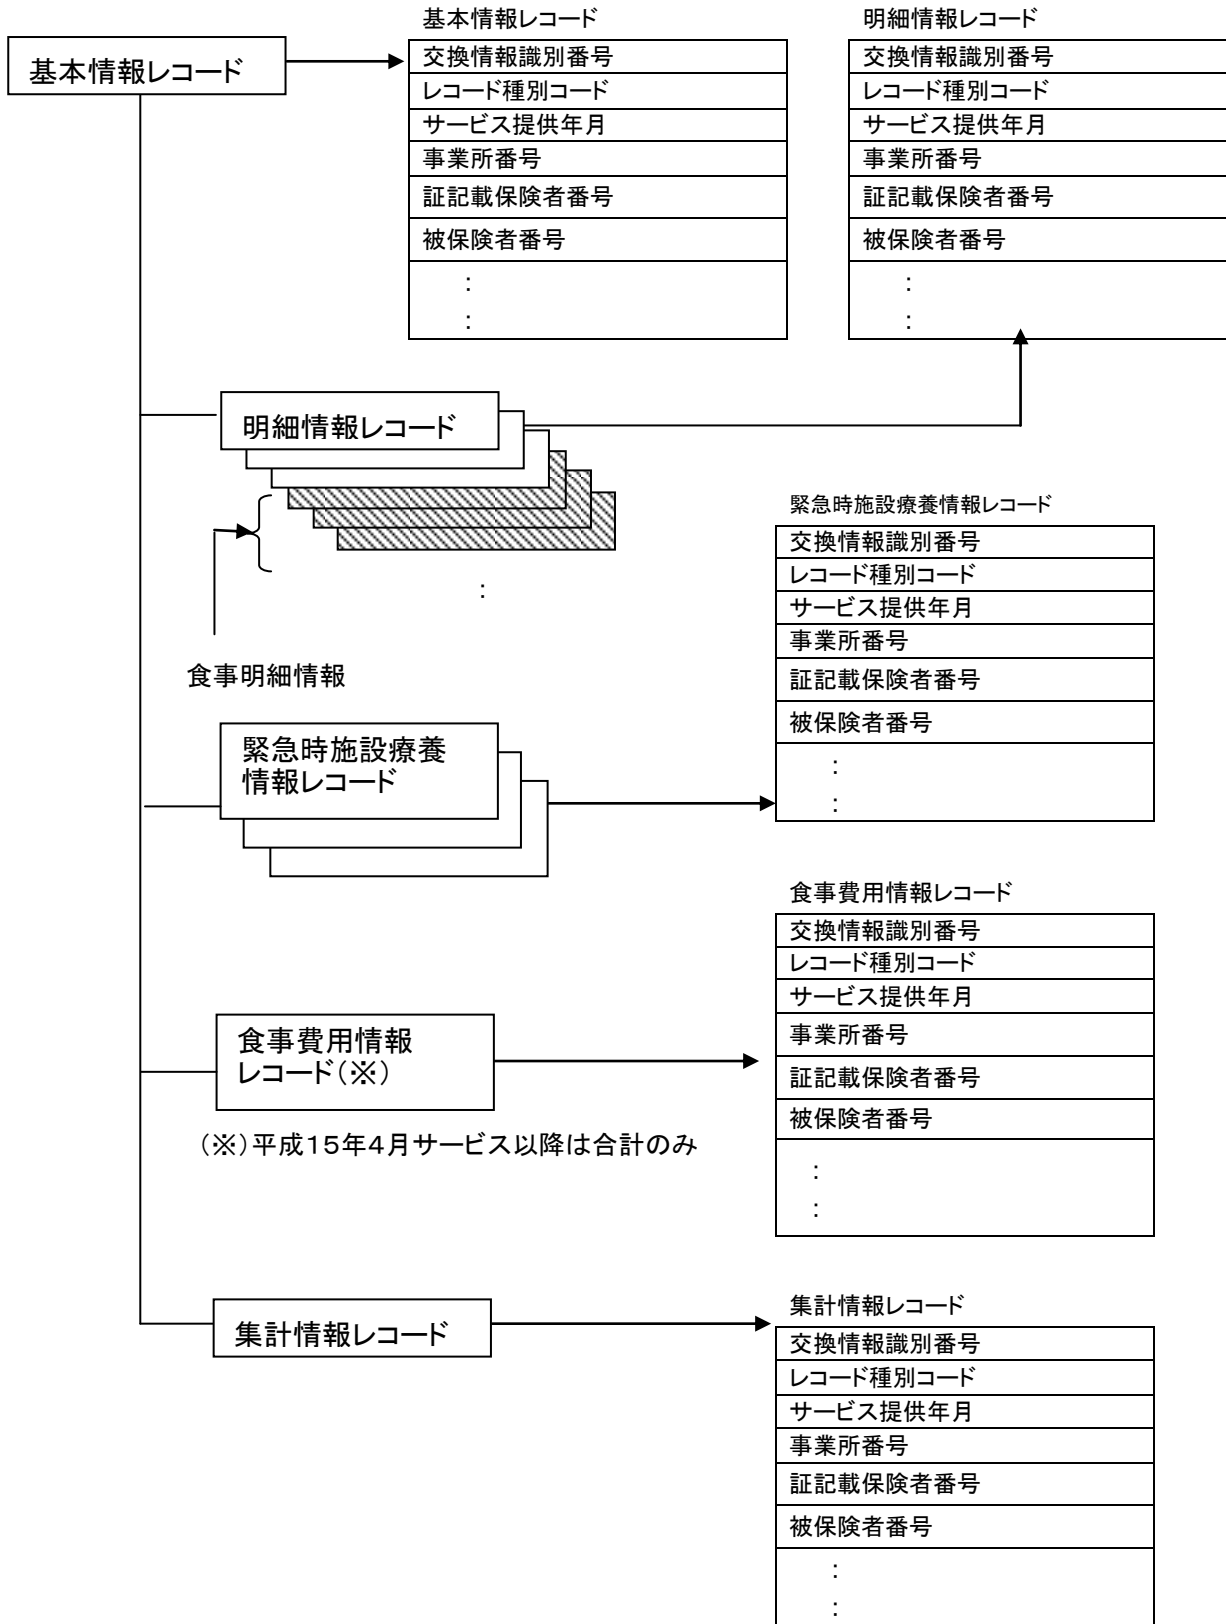 基本情報レコード
基本情報レコード
交換情報識別番号
レコード種別コード
サービス提供年月
事業所番号
証記載保険者番号
被保険者番号
:
:
明細情報レコード
交換情報識別番号
レコード種別コード
サービス提供年月
事業所番号
証記載保険者番号
被保険者番号
:
:
明細情報レコード
:
食事明細情報
緊急時施設療養情報レコード
交換情報識別番号
レコード種別コード
サービス提供年月
事業所番号
証記載保険者番号
被保険者番号
:
:
緊急時施設療養
情報レコード
食事費用情報レコード
交換情報識別番号
レコード種別コード
サービス提供年月
事業所番号
証記載保険者番号
被保険者番号
:
:
食事費用情報
レコード(※)
(※)平成15年4月サービス以降は合計のみ
集計情報レコード
集計情報レコード
交換情報識別番号
レコード種別コード
サービス提供年月
事業所番号
証記載保険者番号
被保険者番号
:
: